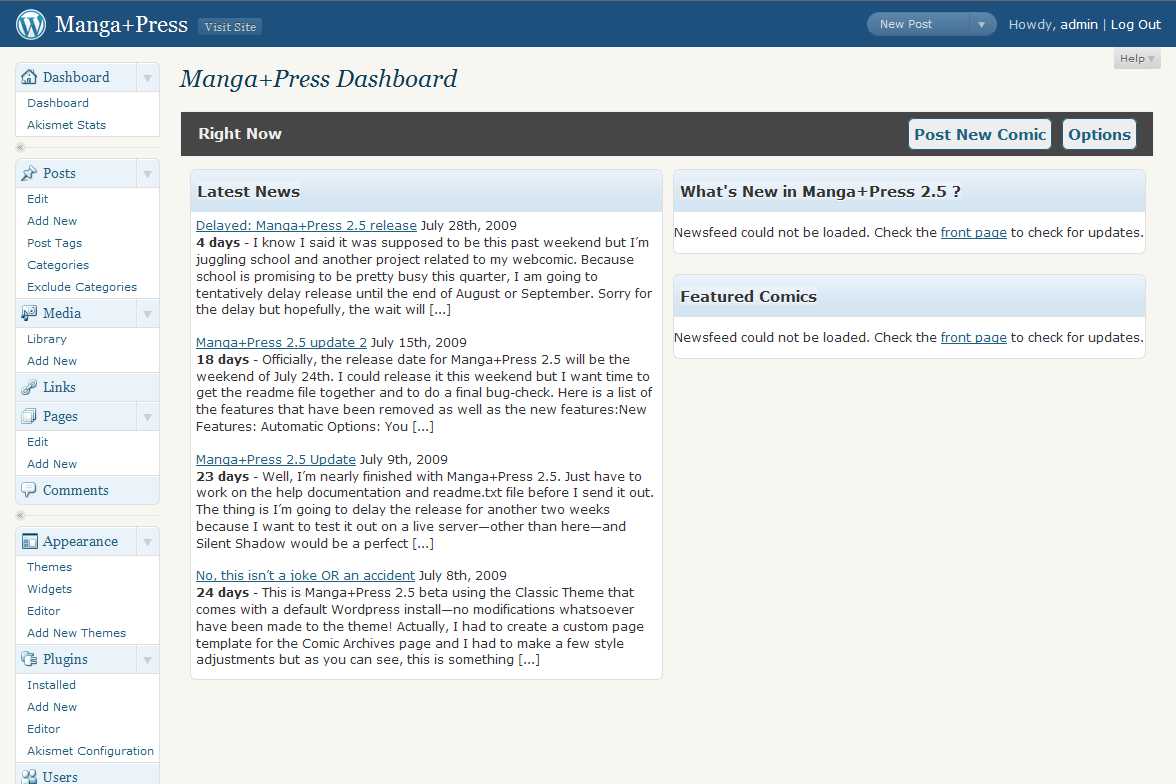 Manga+Press Visit Site
New Post
Howdy, admin | Log Out
Help
Dashboard
Dashboard
Akismet Stats
Posts
Edit
Add New
Post Tags
Categories
Exclude Categories
Media
Library
Add New
Links
Pages
Edit
Add New
Comments
Appearance
Themes
Widgets
Editor
Add New Themes
Plugins
Installed
Add New
Editor
Akismet Configuration
Users
Manga+Press Dashboard
Right Now
Post New Comic
Options
Latest News
Delayed: Manga+Press 2.5 release July 28th, 2009
4 days - I know I said it was supposed to be this past weekend but I’m
juggling school and another project related to my webcomic. Because
school is promising to be pretty busy this quarter, I am going to
tentatively delay release until the end of August or September. Sorry for
the delay but hopefully, the wait will [...]
Manga+Press 2.5 update 2 July 15th, 2009
18 days - Officially, the release date for Manga+Press 2.5 will be the
weekend of July 24th. I could release it this weekend but I want time to
get the readme file together and to do a final bug-check. Here is a list of
the features that have been removed as well as the new features:New
Features: Automatic Options: You [...]
Manga+Press 2.5 Update July 9th, 2009
23 days - Well, I’m nearly finished with Manga+Press 2.5. Just have to
work on the help documentation and readme.txt file before I send it out.
The thing is I’m going to delay the release for another two weeks
because I want to test it out on a live server—other than here—and
Silent Shadow would be a perfect [...]
No, this isn’t a joke OR an accident July 8th, 2009
24 days - This is Manga+Press 2.5 beta using the Classic Theme that
comes with a default Wordpress install—no modifications whatsoever
have been made to the theme! Actually, I had to create a custom page
template for the Comic Archives page and I had to make a few style
adjustments but as you can see, this is something [...]
What's New in Manga+Press 2.5 ?
Newsfeed could not be loaded. Check the front page to check for updates.
Featured Comics
Newsfeed could not be loaded. Check the front page to check for updates.